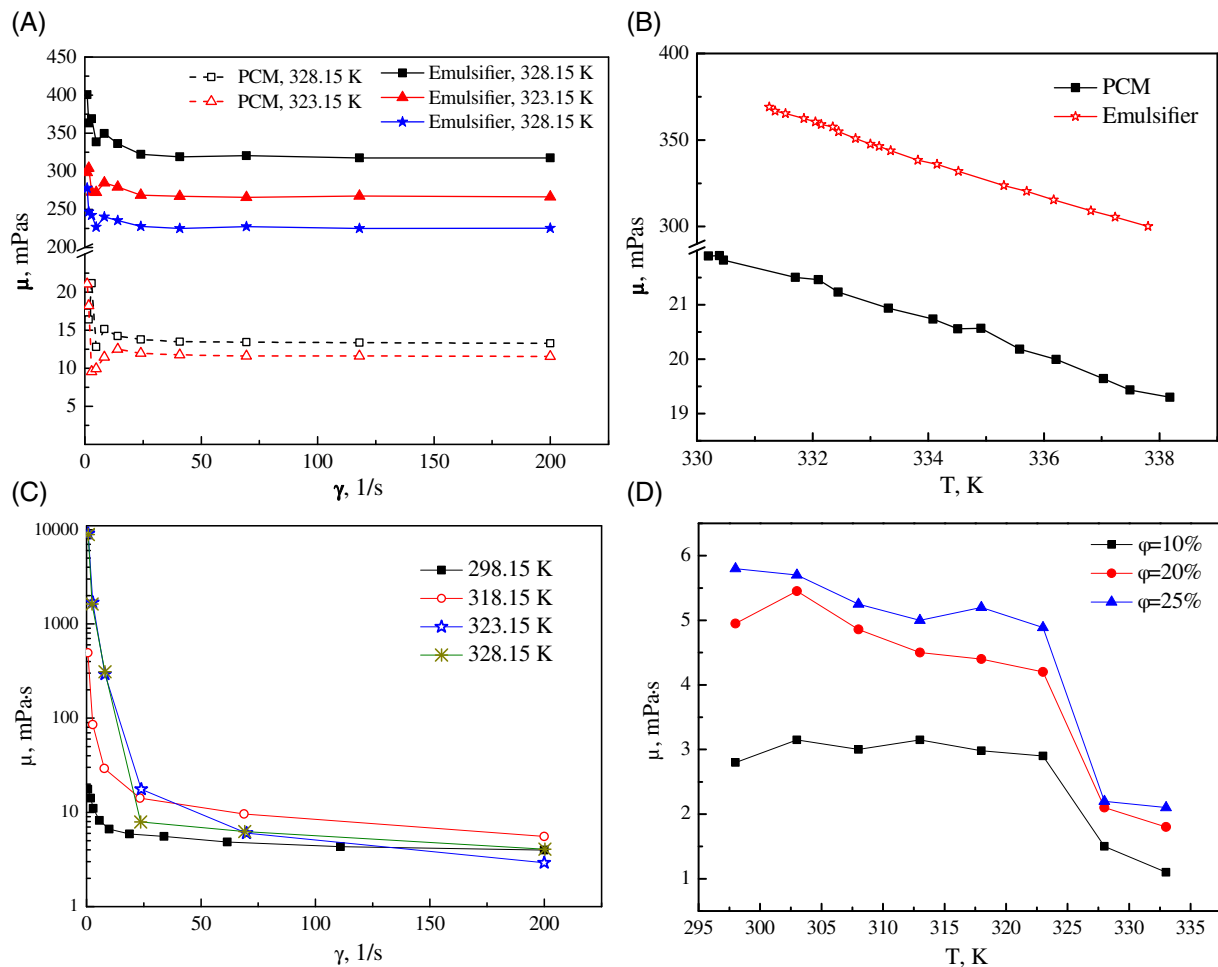 (A)
450
400
350
300
250
200
20
15
10
5
μ, mPas
PCM, 328.15 K
PCM, 323.15 K
Emulsifier, 328.15 K
Emulsifier, 323.15 K
Emulsifier, 328.15 K
0 50 100 150 200
γ, 1/s
(B)
400
350
300
21
20
19
μ, mPas
PCM
Emulsifier
330 332 334 336 338
T, K
(C)
10000
1000
100
10
1
μ, mPa·s
298.15 K
318.15 K
323.15 K
328.15 K
0 50 100 150 200
γ, 1/s
(D)
6
5
4
3
2
1
μ, mPa·s
φ=10%
φ=20%
φ=25%
295 300 305 310 315 320 325 330 335
T, K